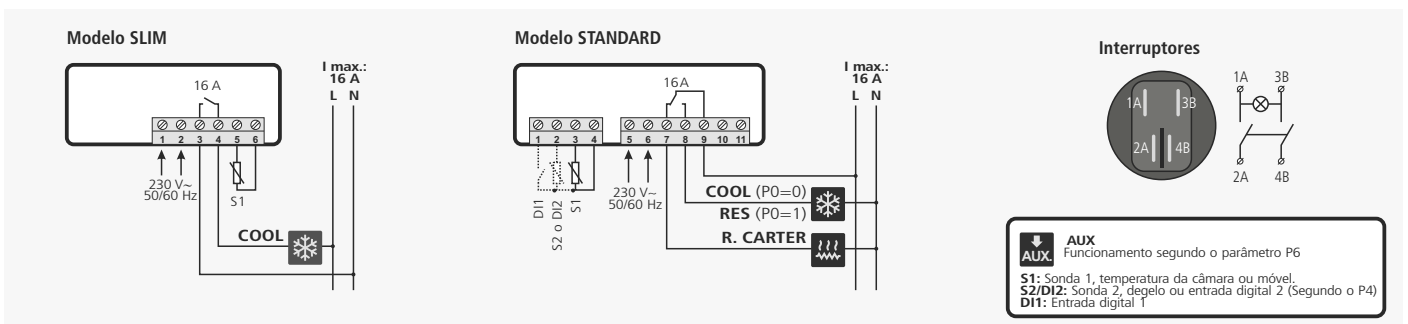 Modelo SLIM
I max.:
16 A
L N
16 A
1 2 3 4 5 6
230 V~
50/60 Hz
S1
COOL
Modelo STANDARD
I max.:
16 A
L N
16 A
1 2 3 4 5 6 7 8 9 10 11
DI1
S2 o DI2
S1
230 V~
50/60 Hz
COOL (P0=0)
RES (P0=1)
R. CARTER
Interruptores
1A 3B
2A 4B
1A 3B
2A 4B
AUX.
AUX
Funcionamento segundo o parâmetro P6
S1: Sonda 1, temperatura da câmara ou móvel.
S2/DI2: Sonda 2, degelo ou entrada digital 2 (Segundo o P4)
DI1: Entrada digital 1